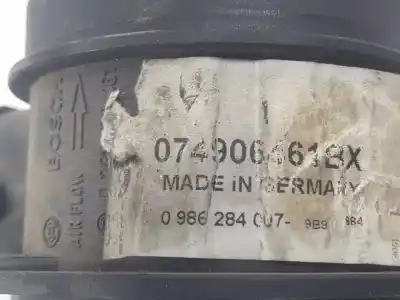 074906461BX
MADE IN GERMANY
0 986 284 007-
BOSCH
AIR FLOW